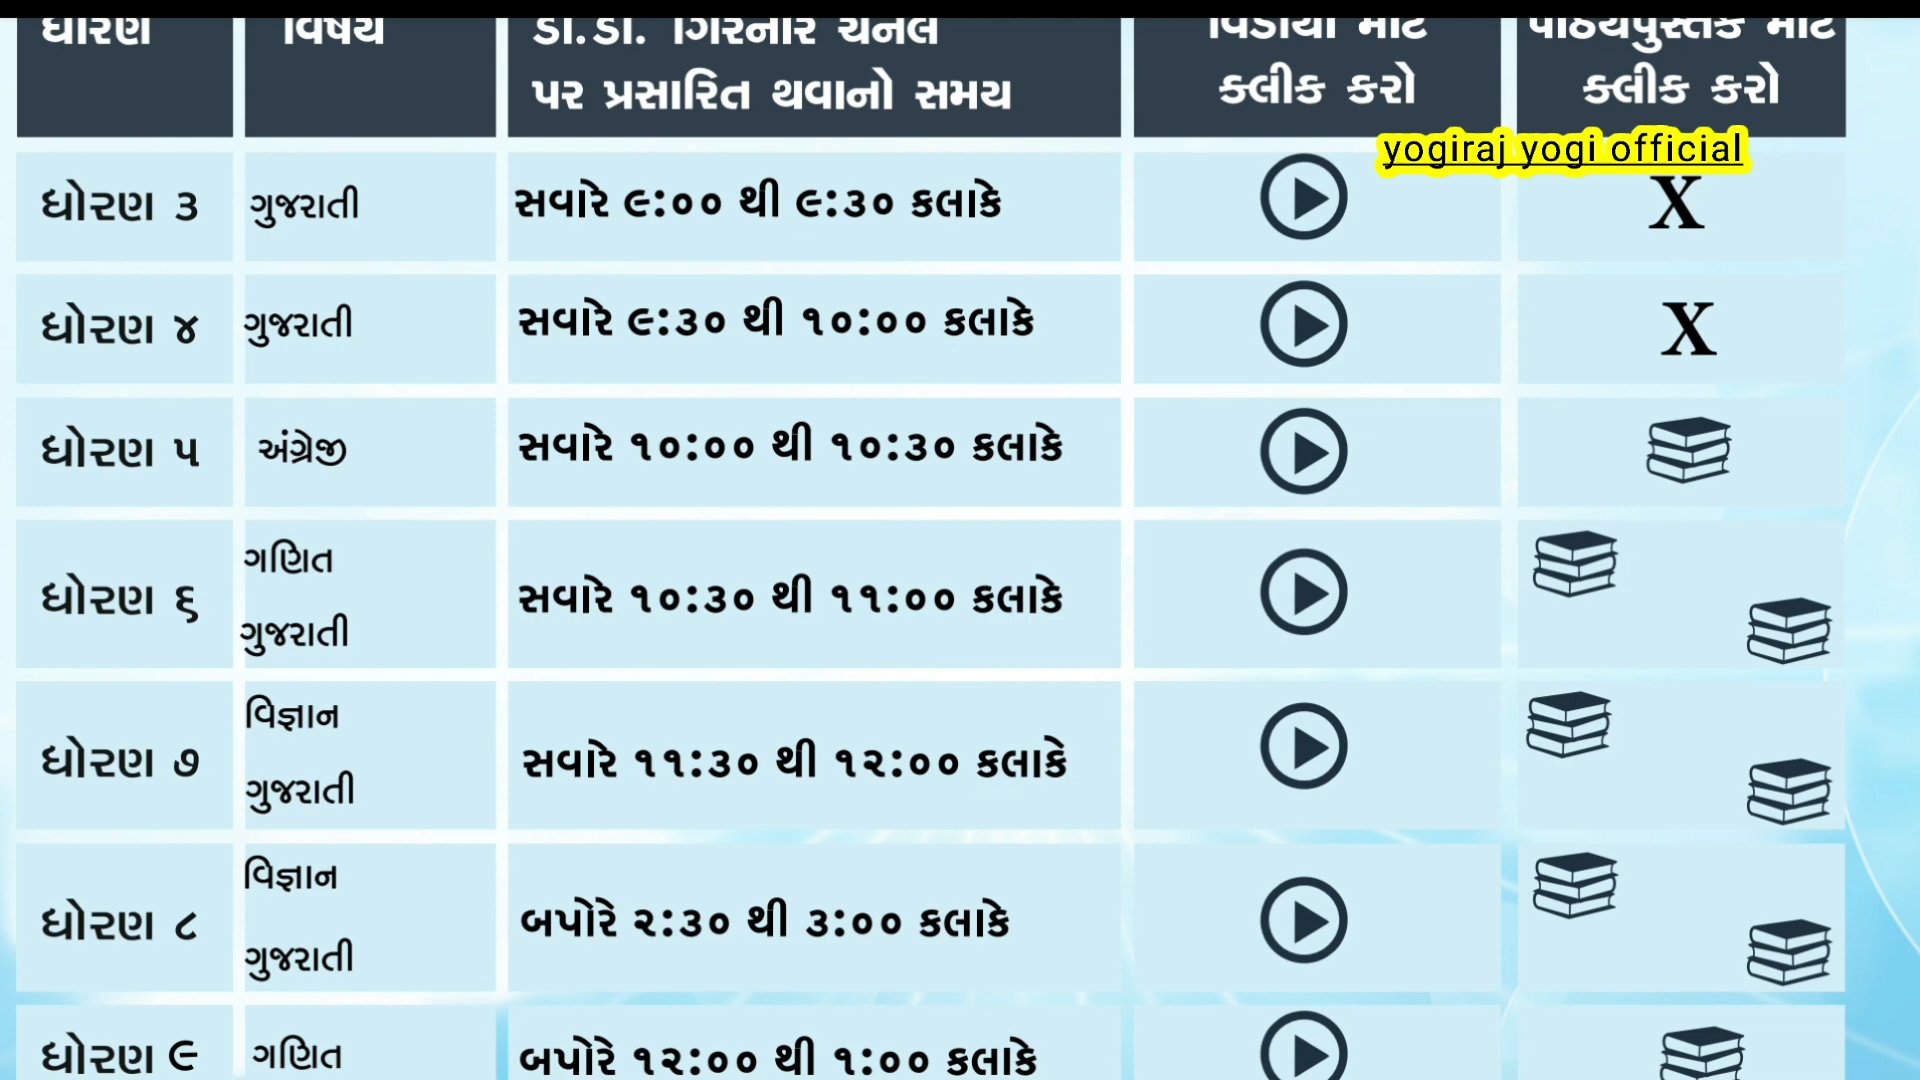 ધોરણ વિષય ડી.ડી. ગિરનાર ચેનલ વિડીયો માટે પાઠયપુસ્તક માટે
પર પ્રસારિત થવાનો સમય ક્લીક કરો ક્લીક કરો
yogiraj yogi official
ધોરણ ૩ ગુજરાતી સવારે ૯:૦૦ થી ૯:૩૦ કલાકે X
ધોરણ ૪ ગુજરાતી સવારે ૯:૩૦ થી ૧૦:૦૦ કલાકે X
ધોરણ ૫ અંગ્રેજી સવારે ૧૦:૦૦ થી ૧૦:૩૦ કલાકે
ગણિત
ધોરણ ૬ સવારે ૧૦:૩૦ થી ૧૧:૦૦ કલાકે
ગુજરાતી
વિજ્ઞાન
ધોરણ ૭ સવારે ૧૧:૩૦ થી ૧૨:૦૦ કલાકે
ગુજરાતી
વિજ્ઞાન
ધોરણ ૮ બપોરે ૨:૩૦ થી ૩:૦૦ કલાકે
ગુજરાતી
ધોરણ ૯ ગણિત બપોરે ૧૨:૦૦ થી ૧:૦૦ કલાકે